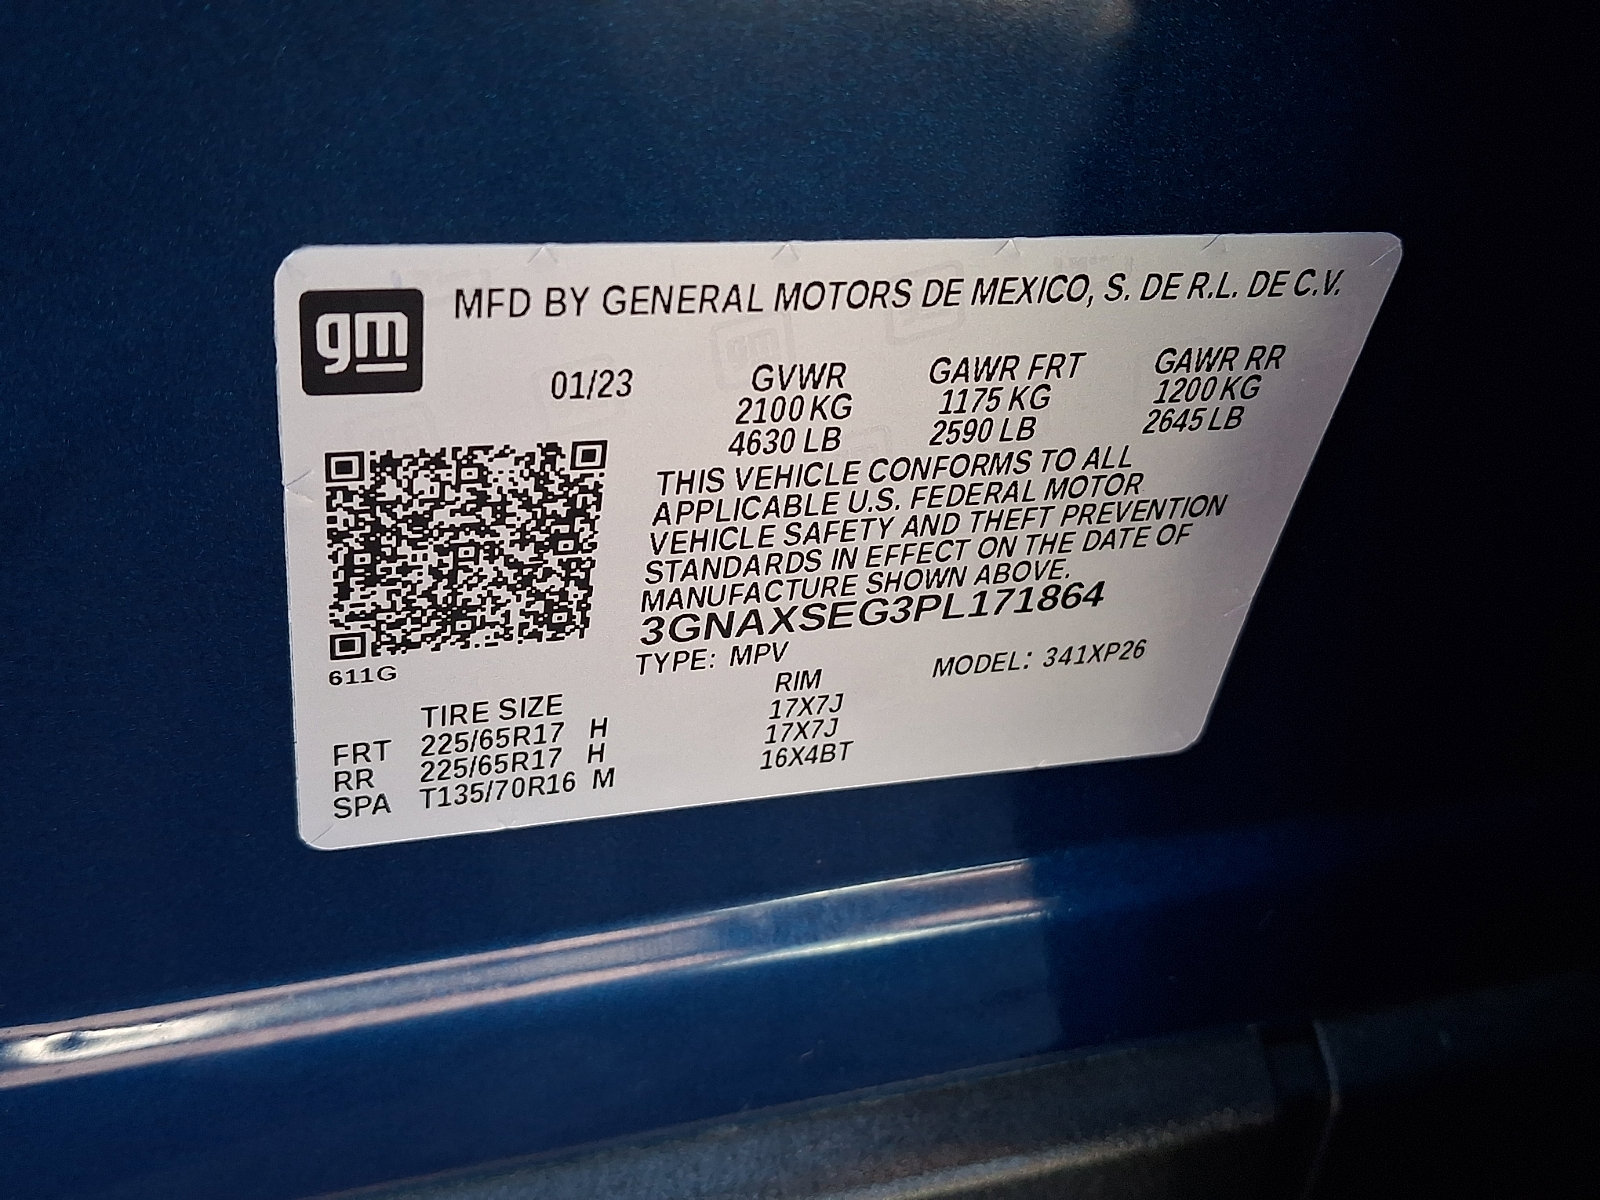 gm
MFD BY GENERAL MOTORS DE MEXICO, S. DE R.L. DE C.V.
01/23 GVWR GAWR FRT GAWR RR
2100 KG 1175 KG 1200 KG
4630 LB 2590 LB 2645 LB
THIS VEHICLE CONFORMS TO ALL
APPLICABLE U.S. FEDERAL MOTOR
VEHICLE SAFETY AND THEFT PREVENTION
STANDARDS IN EFFECT ON THE DATE OF
MANUFACTURE SHOWN ABOVE.
3GNAXSEG3PL171864
TYPE: MPV MODEL: 341XP26
611G
TIRE SIZE RIM
FRT 225/65R17 H 17X7J
RR 225/65R17 H 17X7J
SPA T135/70R16 M 16X4BT